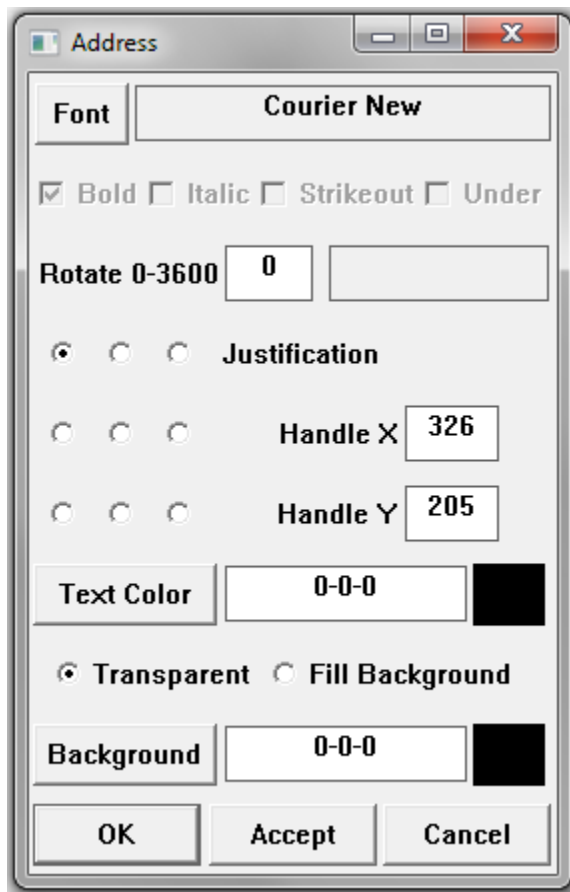 Address
Font Courier New
Bold Italic Strikeout Under
Rotate 0-3600 0
Justification
Handle X 326
Handle Y 205
Text Color 0-0-0
Transparent Fill Background
Background 0-0-0
OK Accept Cancel